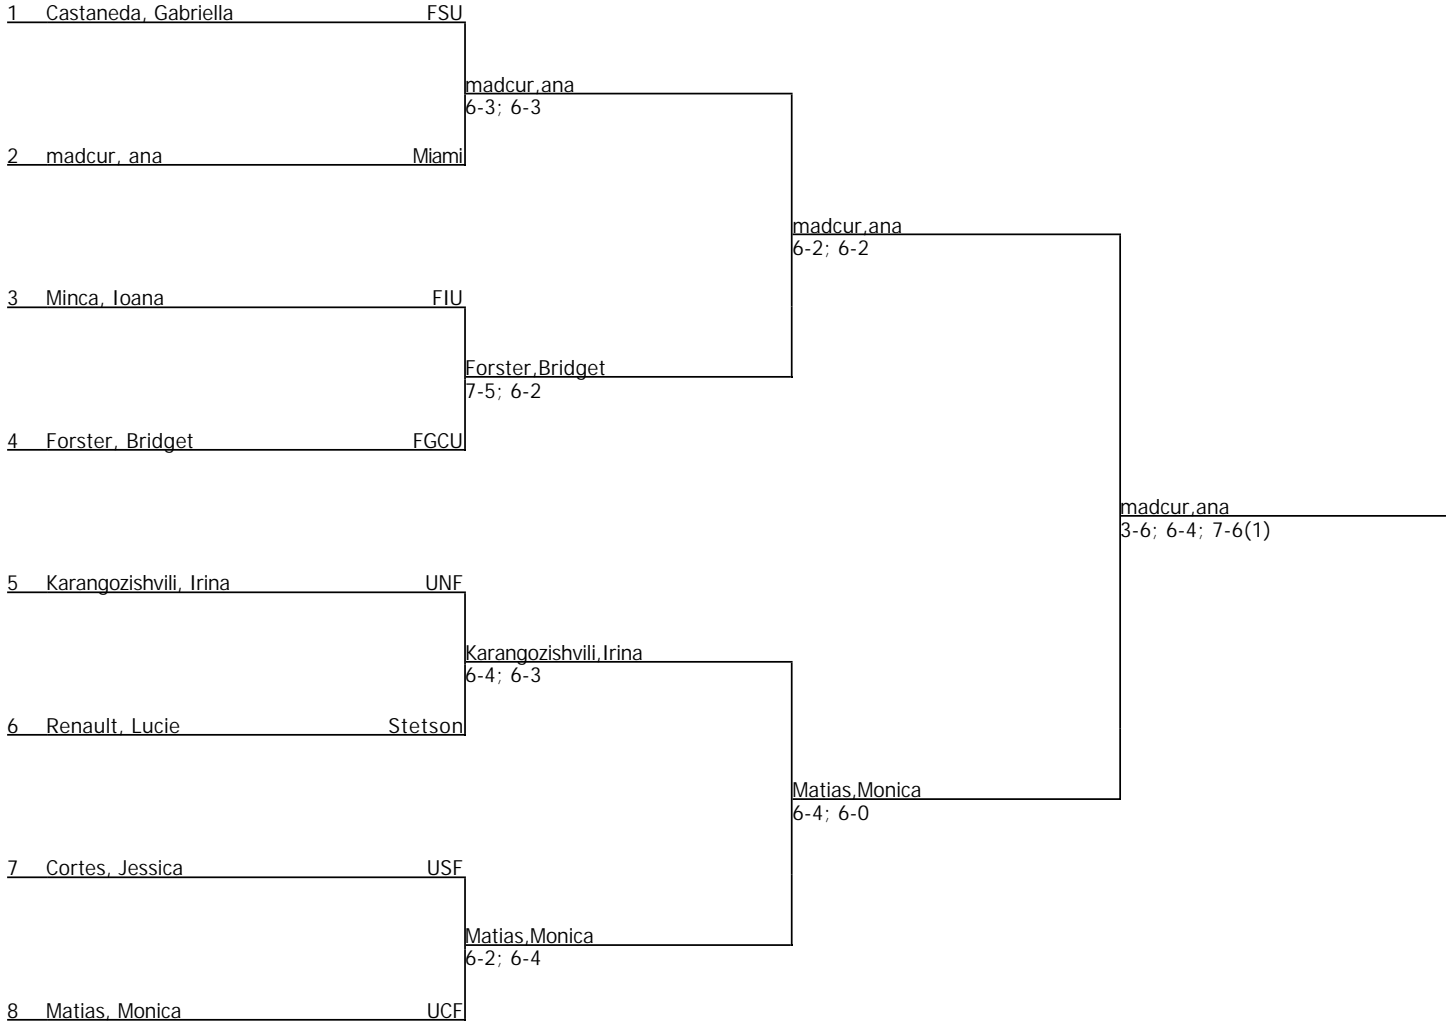 1 Castaneda, Gabriella FSU
madcur,ana
6-3; 6-3
2 madcur, ana Miami
madcur,ana
6-2; 6-2
3 Minca, Ioana FIU
Forster,Bridget
7-5; 6-2
4 Forster, Bridget FGCU
madcur,ana
3-6; 6-4; 7-6(1)
5 Karangozishvili, Irina UNF
Karangozishvili,Irina
6-4; 6-3
6 Renault, Lucie Stetson
Matias,Monica
6-4; 6-0
7 Cortes, Jessica USF
Matias,Monica
6-2; 6-4
8 Matias, Monica UCF